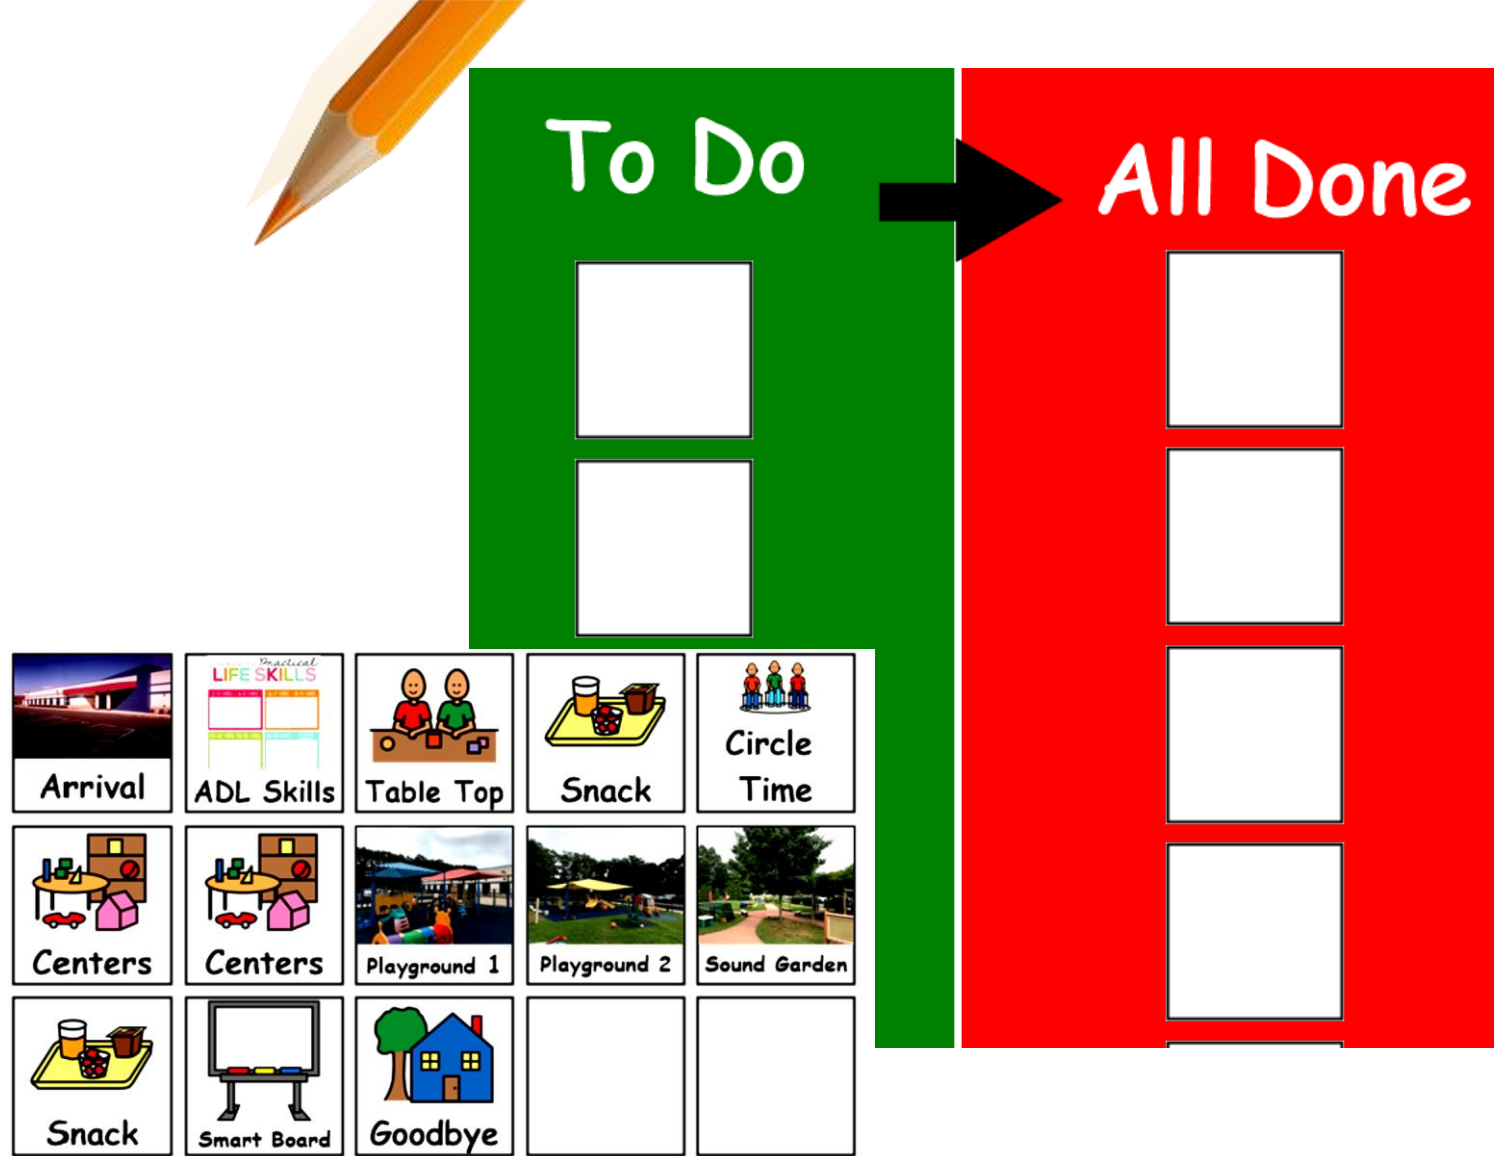 To Do
All Done
Practical
LIFE SKILLS
Arrival
ADL Skills
Table Top
Snack
Circle
Time
Centers
Centers
Playground 1
Playground 2
Sound Garden
Snack
Smart Board
Goodbye